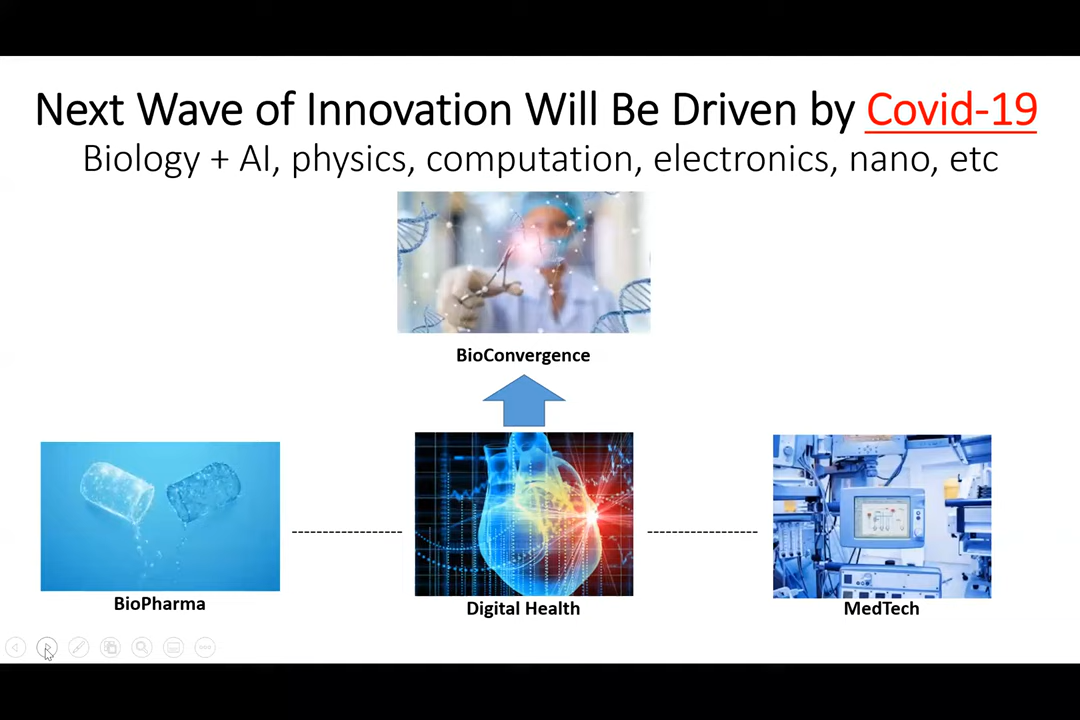 Next Wave of Innovation Will Be Driven by Covid-19
Biology + AI, physics, computation, electronics, nano, etc
BioConvergence
BioPharma
Digital Health
MedTech